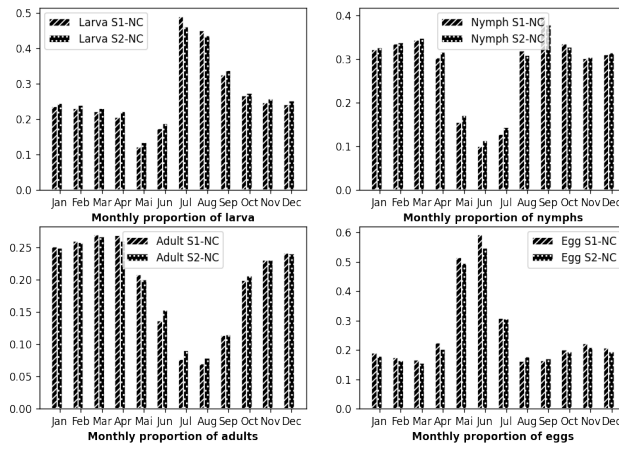 0.5
0.4
0.3
0.2
0.1
0.0
Larva S1-NC
Larva S2-NC
Jan Feb Mar Apr Mai Jun Jul Aug Sep Oct Nov Dec
Monthly proportion of larva
0.4
0.3
0.2
0.1
0.0
Nymph S1-NC
Nymph S2-NC
Jan Feb Mar Apr Mai Jun Jul Aug Sep Oct Nov Dec
Monthly proportion of nymphs
0.25
0.20
0.15
0.10
0.05
0.00
Adult S1-NC
Adult S2-NC
Jan Feb Mar Apr Mai Jun Jul Aug Sep Oct Nov Dec
Monthly proportion of adults
0.6
0.5
0.4
0.3
0.2
0.1
0.0
Egg S1-NC
Egg S2-NC
Jan Feb Mar Apr Mai Jun Jul Aug Sep Oct Nov Dec
Monthly proportion of eggs